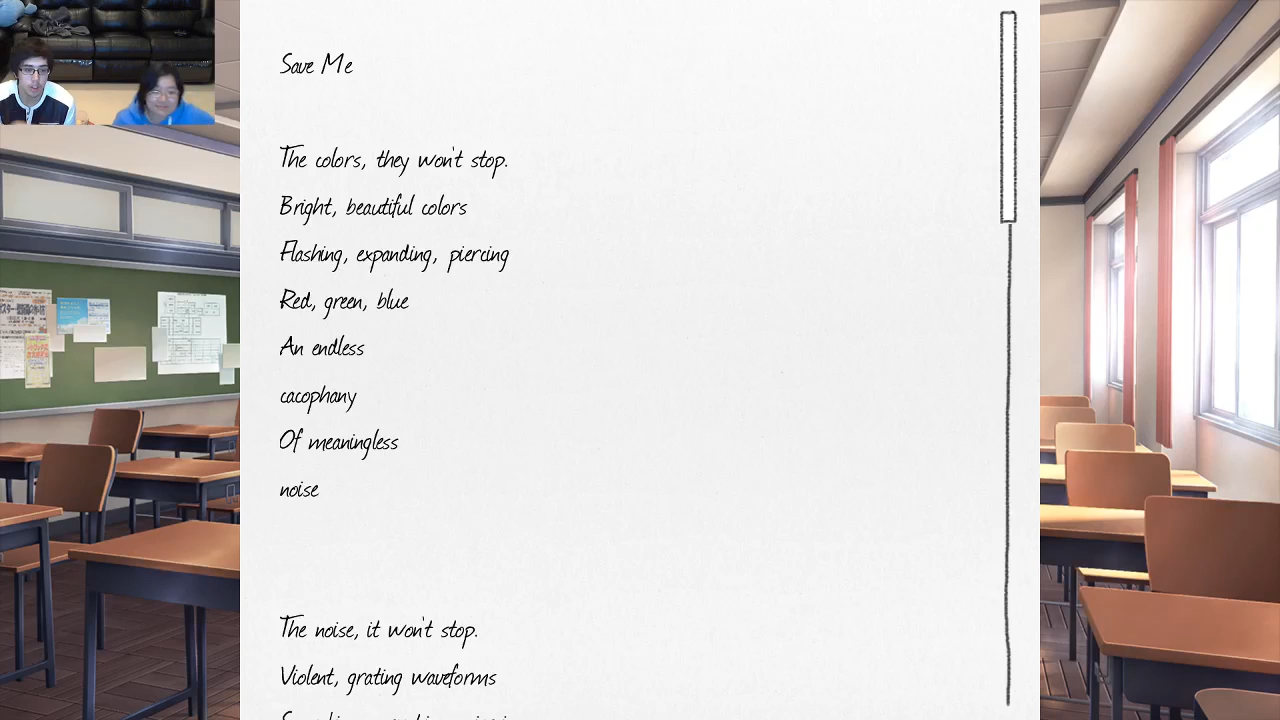 Save Me
The colors, they won't stop.
Bright, beautiful colors
Flashing, expanding, piercing
Red, green, blue
An endless
cacophany
Of meaningless
noise
The noise, it won't stop.
Violent, grating waveforms